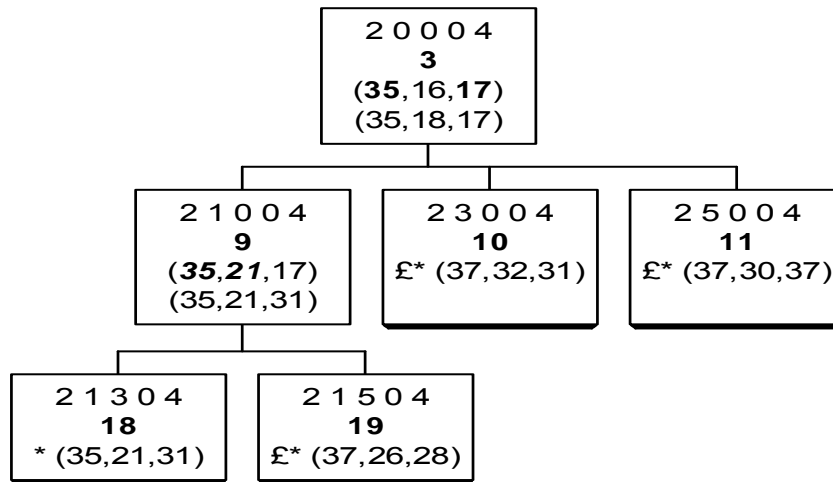 2 0 0 0 4
3
(35,16,17)
(35,18,17)
2 1 0 0 4
9
(35,21,17)
(35,21,31)
2 3 0 0 4
10
£* (37,32,31)
2 5 0 0 4
11
£* (37,30,37)
2 1 3 0 4
18
* (35,21,31)
2 1 5 0 4
19
£* (37,26,28)